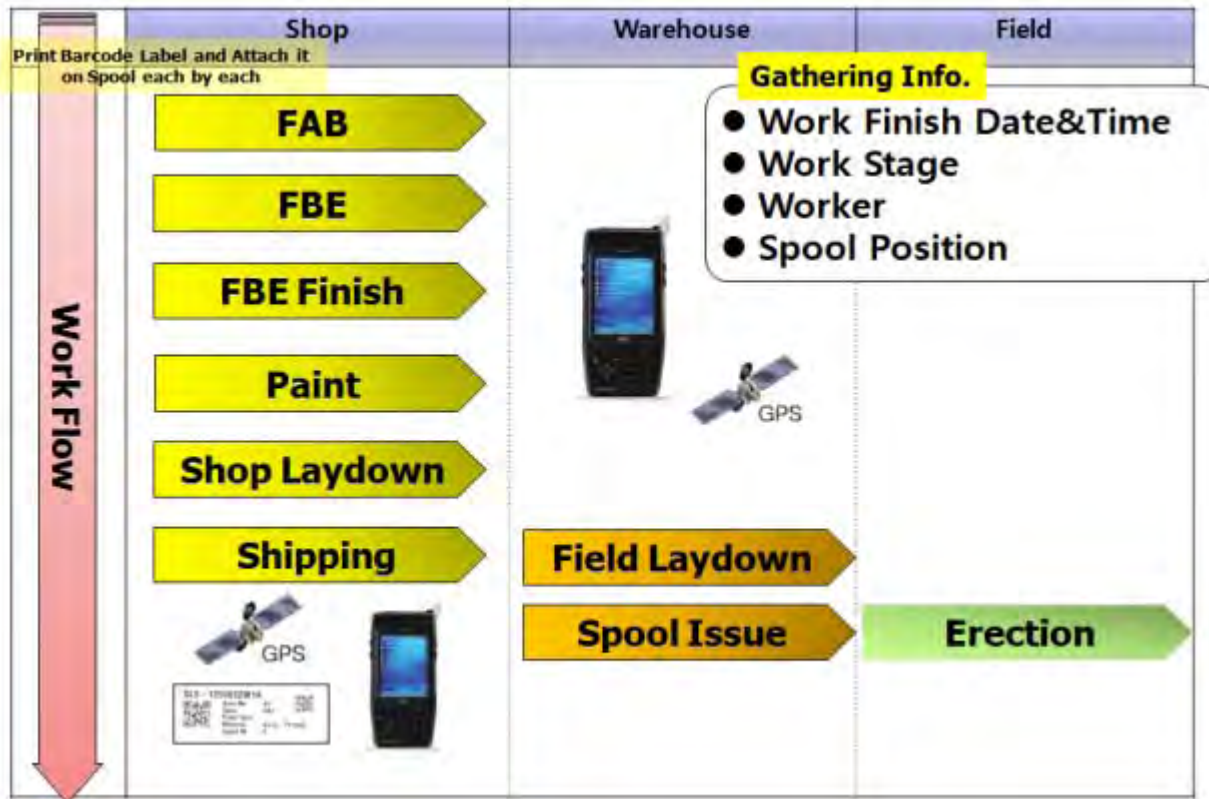 Shop
Warehouse
Field
Print Barcode Label and Attach it
on Spool each by each
Gathering Info.
● Work Finish Date&Time
● Work Stage
● Worker
● Spool Position
FAB
FBE
FBE Finish
Paint
Shop Laydown
Shipping
Field Laydown
Spool Issue
Erection
GPS
GPS
Work Flow